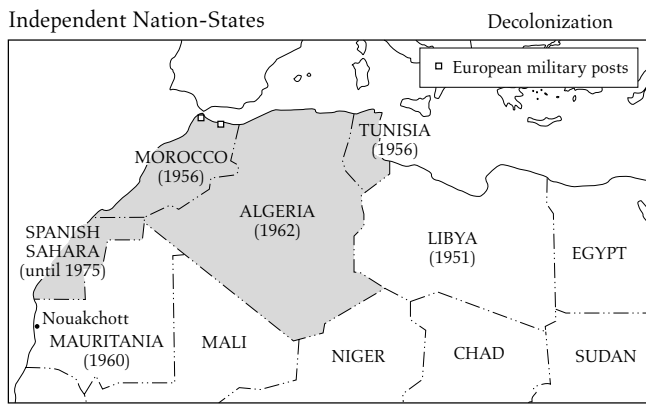 Independent Nation-States
Decolonization
European military posts
TUNISIA
(1956)
MOROCCO
(1956)
ALGERIA
(1962)
SPANISH
SAHARA
(until 1975)
LIBYA
(1951)
EGYPT
Nouakchott
MAURITANIA
(1960)
MALI
NIGER
CHAD
SUDAN